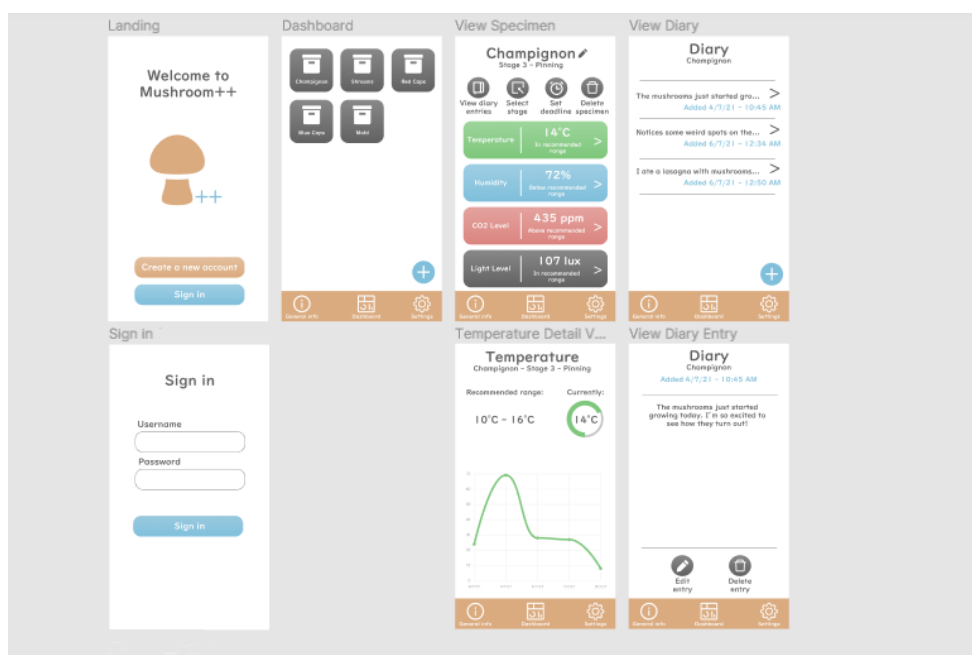 Landing
Welcome to
Mushroom++
++
Create a new account
Sign in
Dashboard
Champignon
Shrooms
Red Caps
Blue Caps
Mold
+
General info
Dashboard
Settings
View Specimen
Champignon
Stage 3 - Pinning
View diary
entries
Select
stage
Set
deadline
Delete
specimen
Temperature
14°C
In recommended
range
>
Humidity
72%
Below recommended
range
>
CO2 Level
435 ppm
Above recommended
range
>
Light Level
107 lux
In recommended
range
>
General info
Dashboard
Settings
View Diary
Diary
Champignon
The mushrooms just started gro... >
Added 4/7/21 - 10:45 AM
Notices some weird spots on the... >
Added 6/7/21 - 12:34 AM
I ate a lasagna with mushrooms... >
Added 6/7/21 - 12:50 AM
+
General info
Dashboard
Settings
Sign in
Sign in
Username
Password
Sign in
Temperature Detail V...
Temperature
Champignon - Stage 3 - Pinning
Recommended range:
Currently:
10°C - 16°C
14°C
General info
Dashboard
Settings
View Diary Entry
Diary
Champignon
Added 4/7/21 - 10:45 AM
The mushrooms just started
growing today. I'm so excited to
see how they turn out!
Edit
entry
Delete
entry
General info
Dashboard
Settings